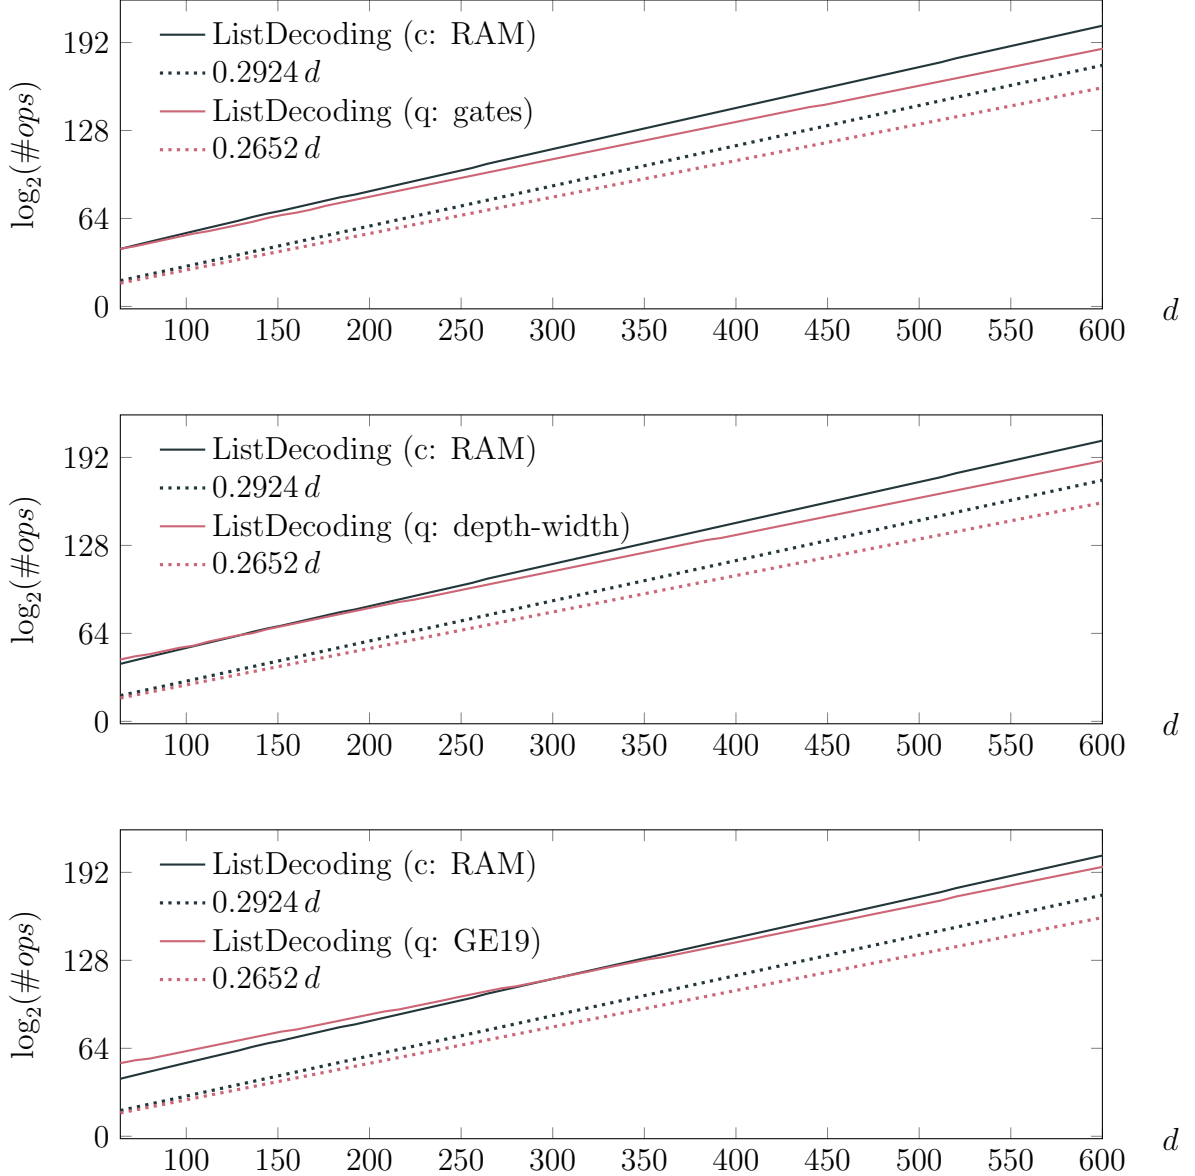 192
128
64
0
log₂(#ops)
ListDecoding (c: RAM)
0.2924 d
ListDecoding (q: gates)
0.2652 d
100 150 200 250 300 350 400 450 500 550 600
d
192
128
64
0
log₂(#ops)
ListDecoding (c: RAM)
0.2924 d
ListDecoding (q: depth-width)
0.2652 d
100 150 200 250 300 350 400 450 500 550 600
d
192
128
64
0
log₂(#ops)
ListDecoding (c: RAM)
0.2924 d
ListDecoding (q: GE19)
0.2652 d
100 150 200 250 300 350 400 450 500 550 600
d